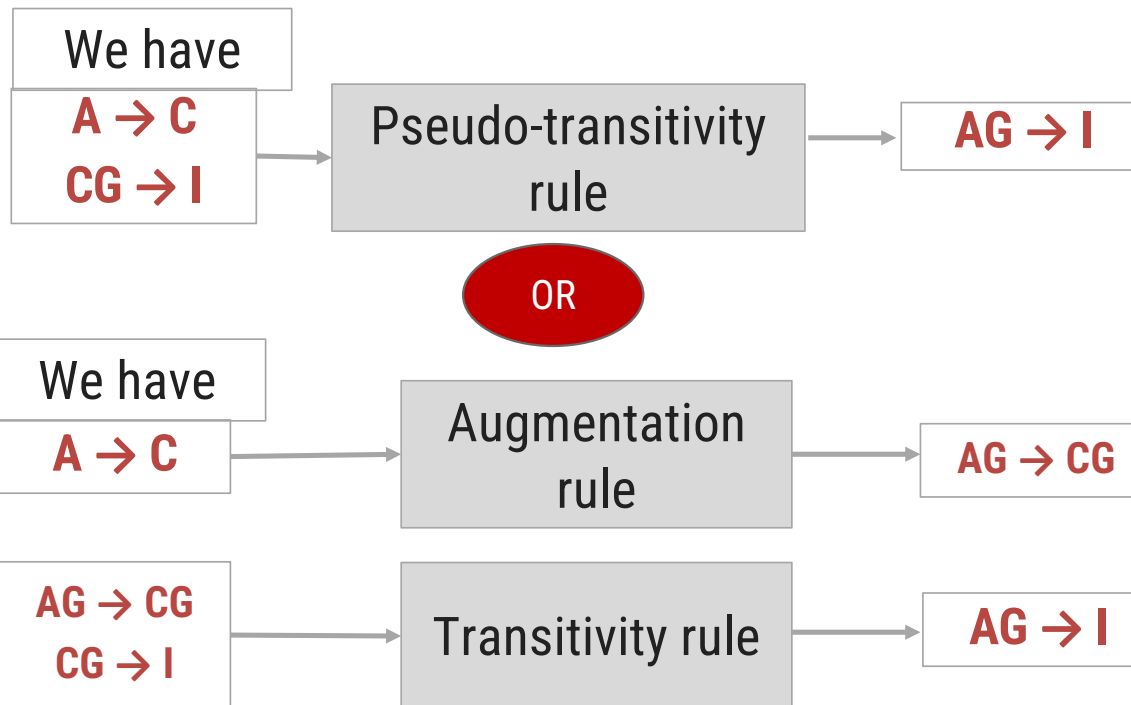 We have
A → C
CG → I
Pseudo-transitivity
rule
AG → I
OR
We have
A → C
Augmentation
rule
AG → CG
AG → CG
CG → I
Transitivity rule
AG → I